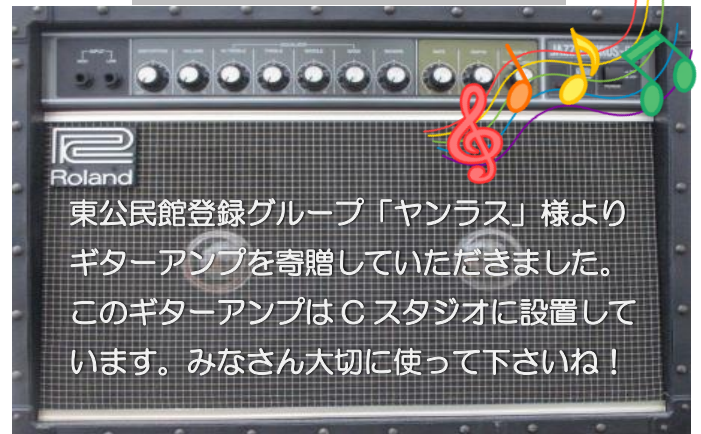 Roland
東公民館登録グループ「ヤンラス」様より
ギターアンプを寄贈していただきました。
このギターアンプは C スタジオに設置して
います。みなさん大切に使って下さいね！